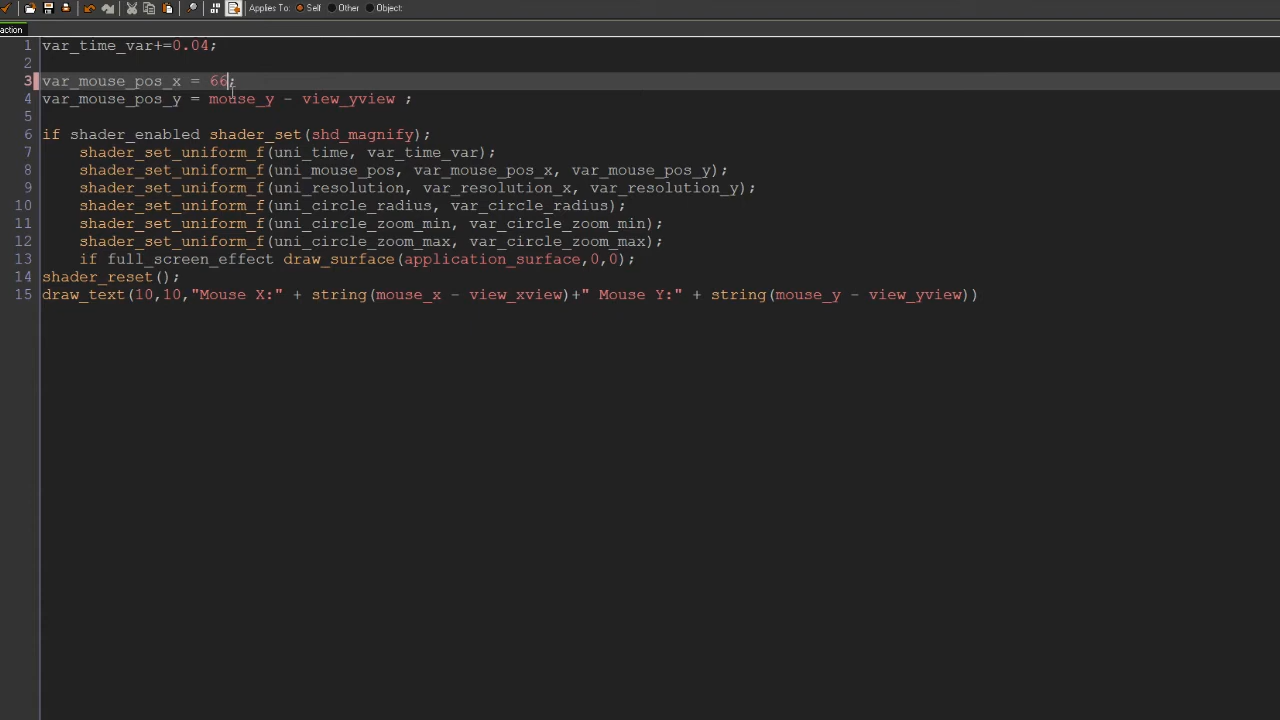 Applies To: Self Other Object:
action
1 var_time_var+=0.04;
2
3 var_mouse_pos_x = 66;
4 var_mouse_pos_y = mouse_y - view_yview ;
5
6 if shader_enabled shader_set(shd_magnify);
7 shader_set_uniform_f(uni_time, var_time_var);
8 shader_set_uniform_f(uni_mouse_pos, var_mouse_pos_x, var_mouse_pos_y);
9 shader_set_uniform_f(uni_resolution, var_resolution_x, var_resolution_y);
10 shader_set_uniform_f(uni_circle_radius, var_circle_radius);
11 shader_set_uniform_f(uni_circle_zoom_min, var_circle_zoom_min);
12 shader_set_uniform_f(uni_circle_zoom_max, var_circle_zoom_max);
13 if full_screen_effect draw_surface(application_surface,0,0);
14 shader_reset();
15 draw_text(10,10,"Mouse X:" + string(mouse_x - view_xview)+" Mouse Y:" + string(mouse_y - view_yview))